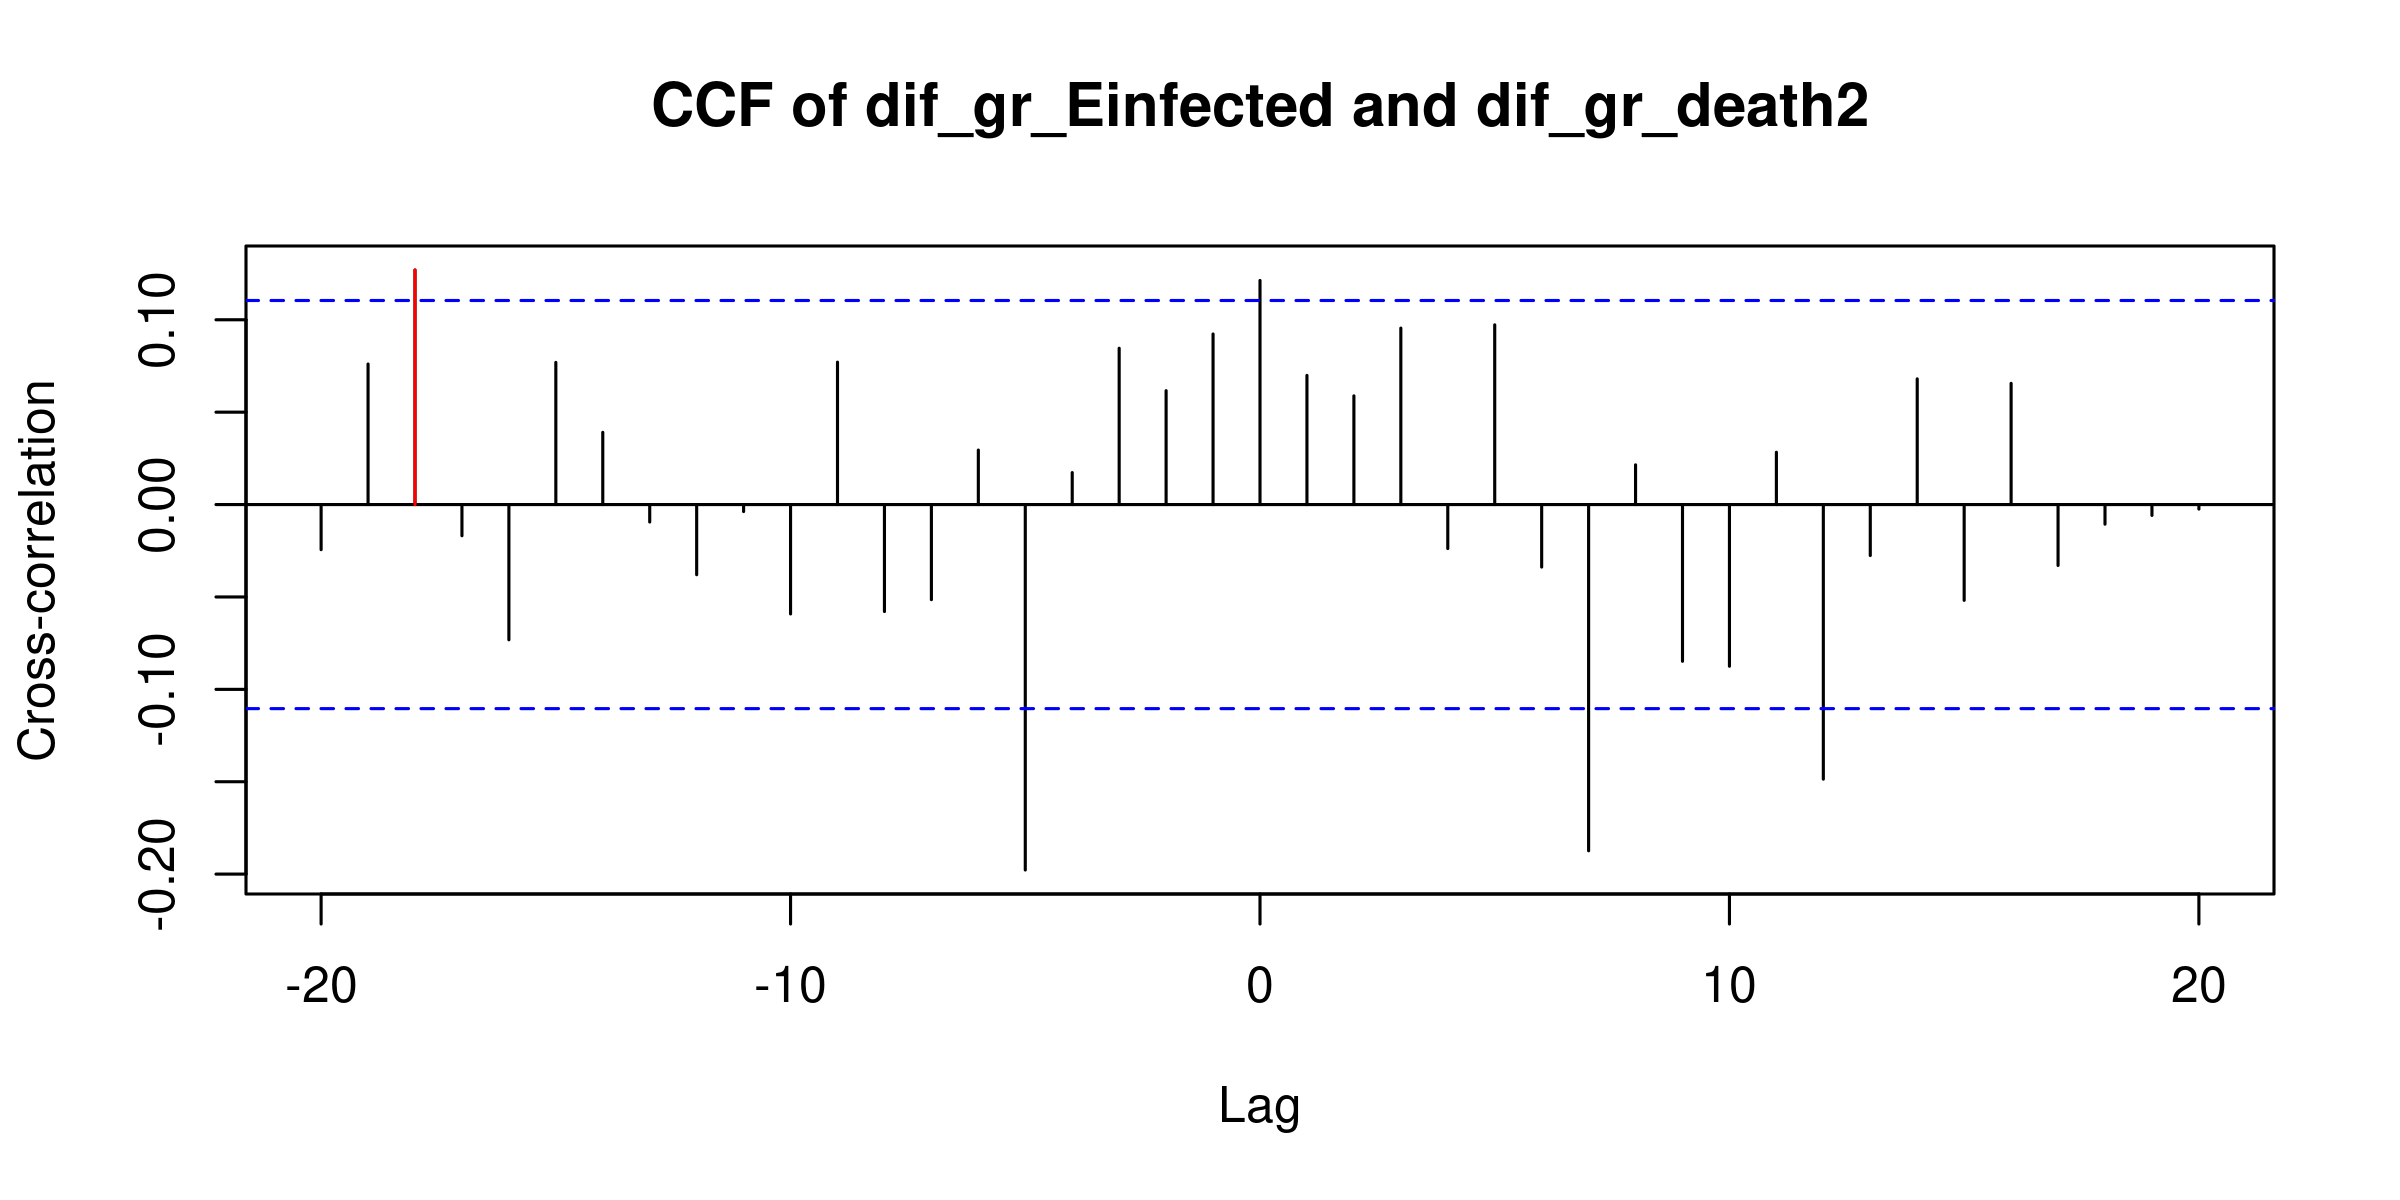 CCF of dif_gr_Einfected and dif_gr_death2
Cross-correlation
0.10
0.00
-0.10
-0.20
-20 -10 0 10 20
Lag